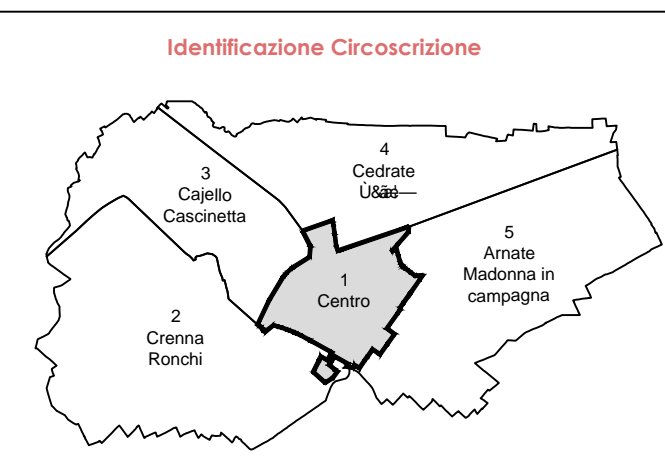 Identificazione Circoscrizione
4
Cedrate
3
Cajello
Cascinetta
5
Arnate
Madonna in
campagna
1
Centro
2
Crenna
Ronchi